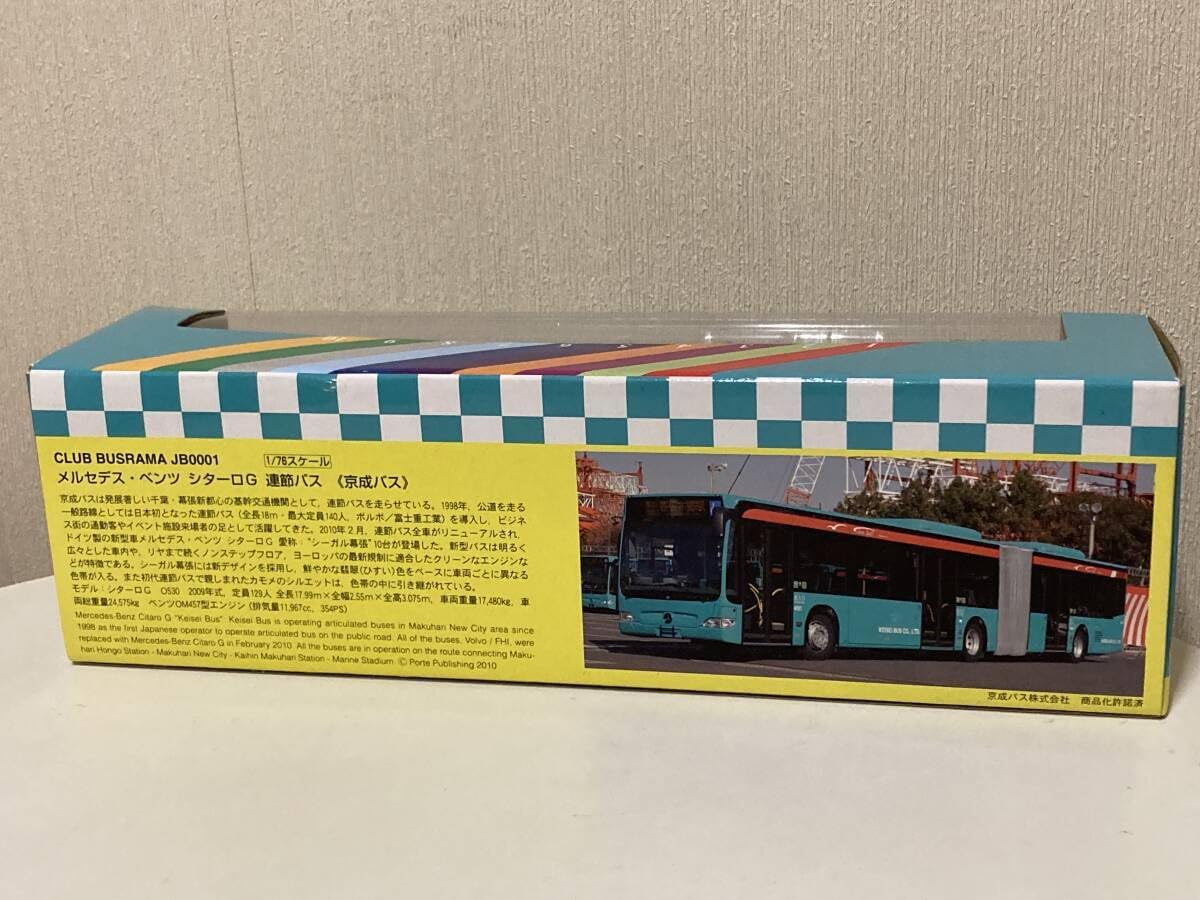 CLUB BUSRAMA JB0001 1/76スケール
メルセデス・ベンツ シターロG 連節バス 《京成バス》
京成バスは発展著しい千葉・幕張新都心の基幹交通機関として，連節バスを走らせている。1998年，公道を走る
一般路線としては日本初となった連節バス（全長18m・最大定員140人，ボルボ／富士重工業）を導入し，ビジネ
ス街の通勤客やイベント施設来場者の足として活躍してきた。2010年2月，連節バス全車がリニューアルされ，
ドイツ製の新型車メルセデス・ベンツ シターロG 愛称：“シーガル幕張”10台が登場した。新型バスは明るく
広々とした車内や，リヤまで続くノンステップフロア，ヨーロッパの最新規制に適合したクリーンなエンジンな
どが特徴である。シーガル幕張には新デザインを採用し，鮮やかな翡翠（ひすい）色をベースに車両ごとに異なる
色帯が入る。また初代連節バスで親しまれたカモメのシルエットは，色帯の中に引き継がれている。
モデル：シターロG O530 2009年式，定員129人，全長17.99m×全幅2.55m×全高3.075m，車両重量17,480kg，車
両総重量24,575kg ベンツOM457型エンジン（排気量11,967cc，354PS）
Mercedes-Benz Citaro G "Keisei Bus" Keisei Bus is operating articulated buses in Makuhari New City area since
1998 as the first Japanese operator to operate articulated bus on the public road. All of the buses, Volvo / FHI, were
replaced with Mercedes-Benz Citaro G in February 2010. All the buses are in operation on the route connecting Maku-
hari Hongo Station - Makuhari New City - Kaihin Makuhari Station - Marine Stadium Ⓒ Porte Publishing 2010
KEISEI BUS CO., LTD.
京成バス株式会社 商品化許諾済